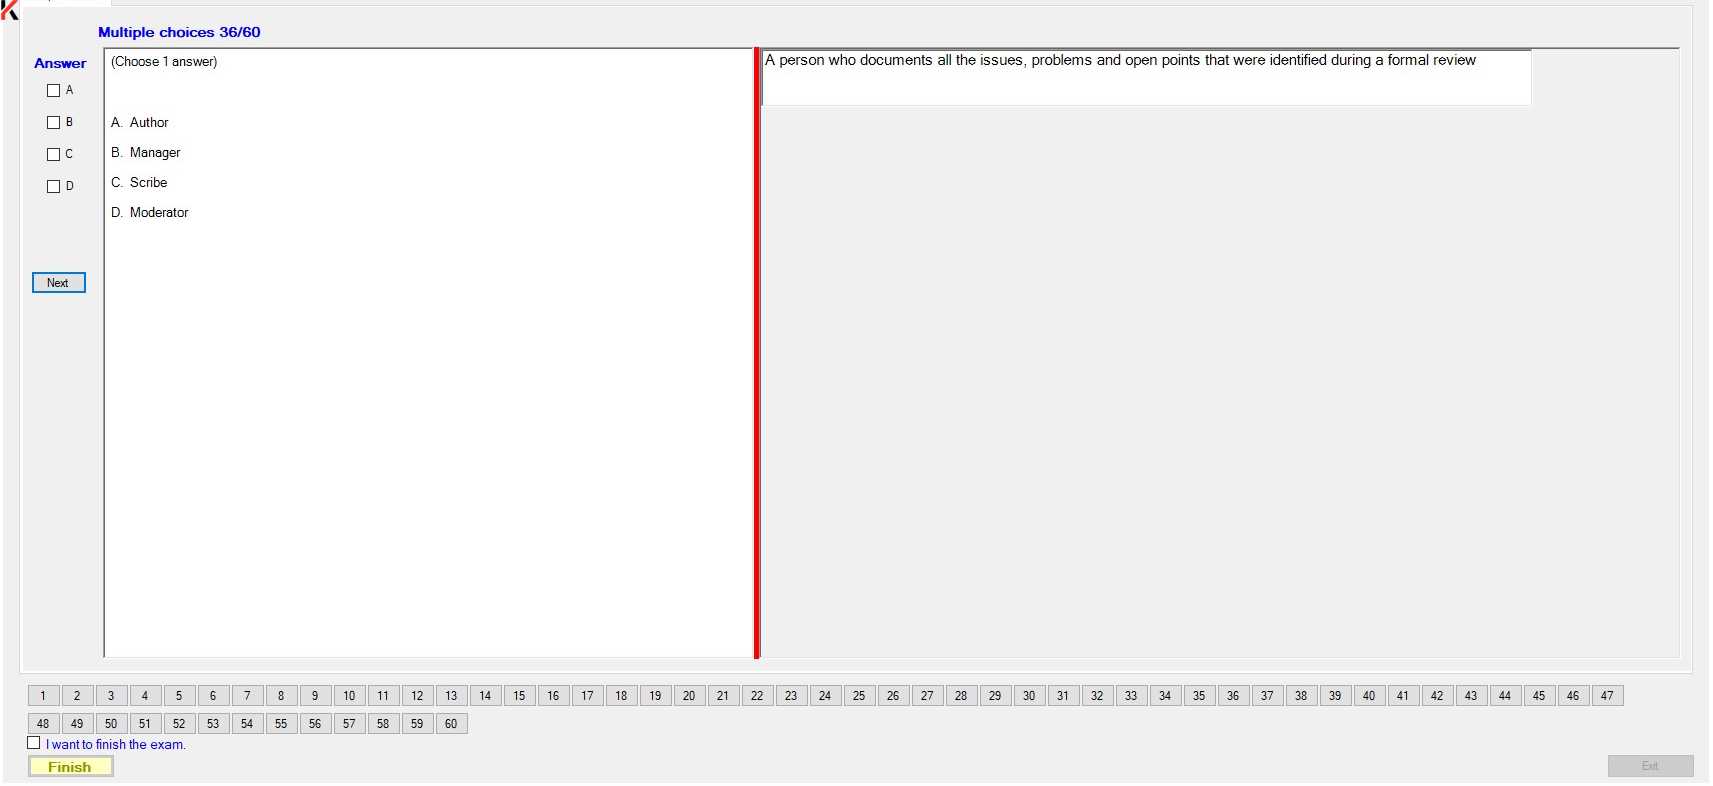 Multiple choices 36/60
Answer
A
B
C
D
Next
(Choose 1 answer)
A. Author
B. Manager
C. Scribe
D. Moderator
A person who documents all the issues, problems and open points that were identified during a formal review
1 2 3 4 5 6 7 8 9 10 11 12 13 14 15 16 17 18 19 20 21 22 23 24 25 26 27 28 29 30 31 32 33 34 35 36 37 38 39 40 41 42 43 44 45 46 47
48 49 50 51 52 53 54 55 56 57 58 59 60
I want to finish the exam.
Finish
Exit